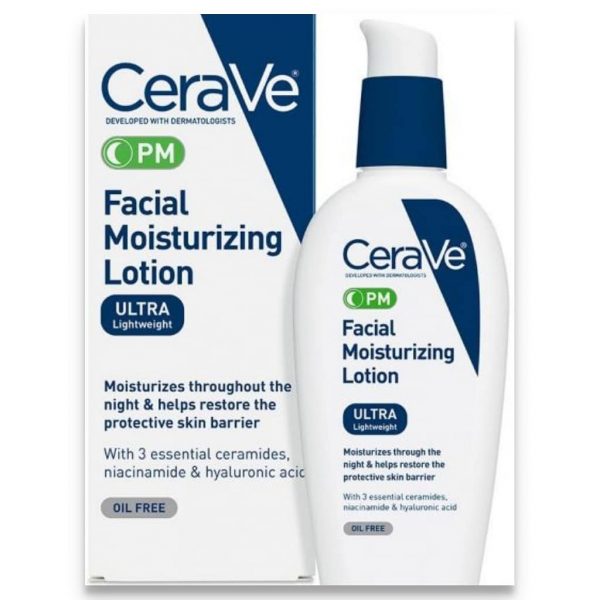 CeraVe®
DEVELOPED WITH DERMATOLOGISTS
PM
Facial
Moisturizing
Lotion
ULTRA
Lightweight
Moisturizes throughout the
night & helps restore the
protective skin barrier
With 3 essential ceramides,
niacinamide & hyaluronic acid
OIL FREE
CeraVe®
DEVELOPED WITH DERMATOLOGISTS
PM
Facial
Moisturizing
Lotion
ULTRA
Lightweight
Moisturizes through the
night & helps restore the
protective skin barrier
With 3 essential ceramides,
niacinamide & hyaluronic acid
OIL FREE